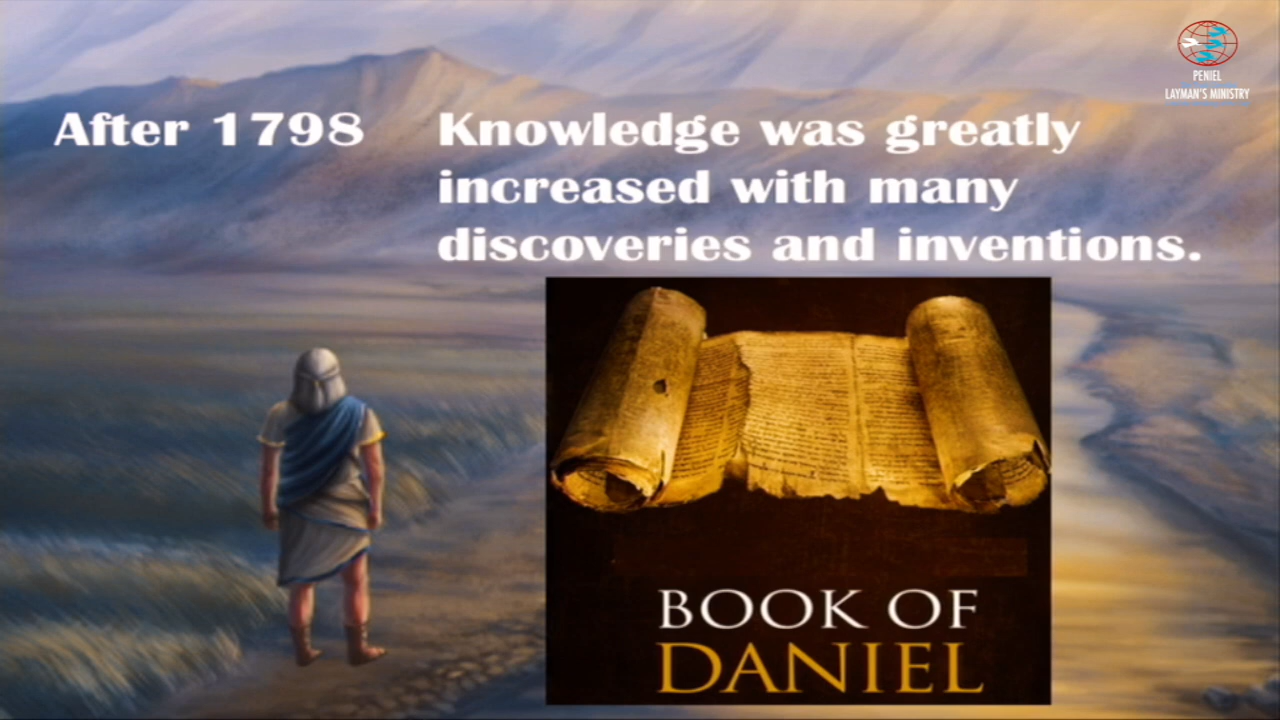 PENIEL
LAYMAN'S MINISTRY
After 1798
Knowledge was greatly
increased with many
discoveries and inventions.
BOOK OF
DANIEL